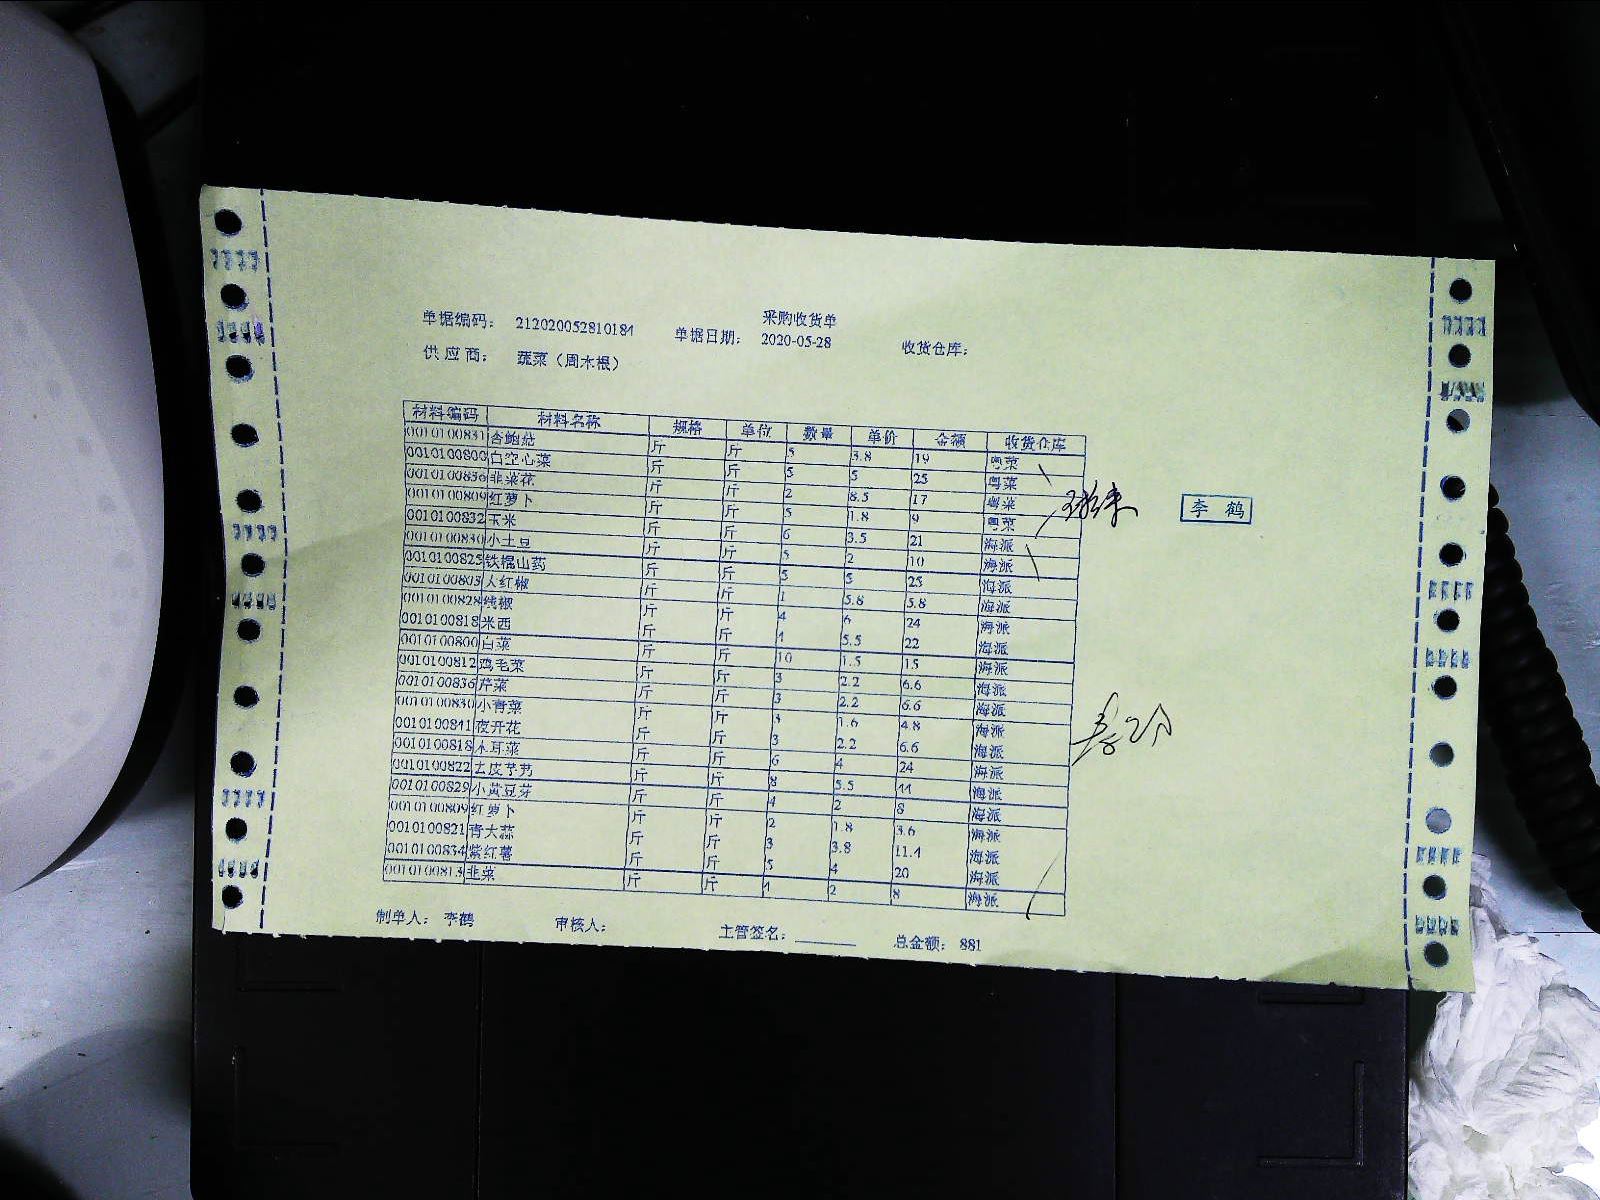 采购收货单
单据编码： 212020052810184 单据日期： 2020-05-28 收货仓库：
供应商： 蔬菜（周木根）
材料编码 材料名称 规格 单位 数量 单价 金额 收货仓库
0010100831 杏鲍菇 斤 斤 5 3.8 19 粤菜
0010100800 白空心菜 斤 斤 5 5 25 粤菜
0010100836 韭菜花 斤 斤 2 8.5 17 粤菜
0010100809 红萝卜 斤 斤 5 1.8 9 粤菜
0010100832 玉米 斤 斤 6 3.5 21 海派
0010100830 小土豆 斤 斤 5 2 10 海派
0010100825 铁棍山药 斤 斤 5 5 25 海派
0010100803 大红椒 斤 斤 1 5.8 5.8 海派
0010100828 线椒 斤 斤 4 6 24 海派
0010100818 米西 斤 斤 4 5.5 22 海派
0010100800 白菜 斤 斤 10 1.5 15 海派
0010100812 鸡毛菜 斤 斤 3 2.2 6.6 海派
0010100836 芹菜 斤 斤 3 2.2 6.6 海派
0010100830 小青菜 斤 斤 3 1.6 4.8 海派
0010100841 夜开花 斤 斤 3 2.2 6.6 海派
0010100818 木耳菜 斤 斤 6 4 24 海派
0010100822 去皮芋艿 斤 斤 8 5.5 44 海派
0010100829 小黄豆芽 斤 斤 4 2 8 海派
0010100809 红萝卜 斤 斤 2 1.8 3.6 海派
0010100821 青大蒜 斤 斤 3 3.8 11.4 海派
0010100834 紫红薯 斤 斤 5 4 20 海派
0010100813 韭菜 斤 斤 4 2 8 海派
李鹤
制单人： 李鹤 审核人： 主管签名： 总金额： 881